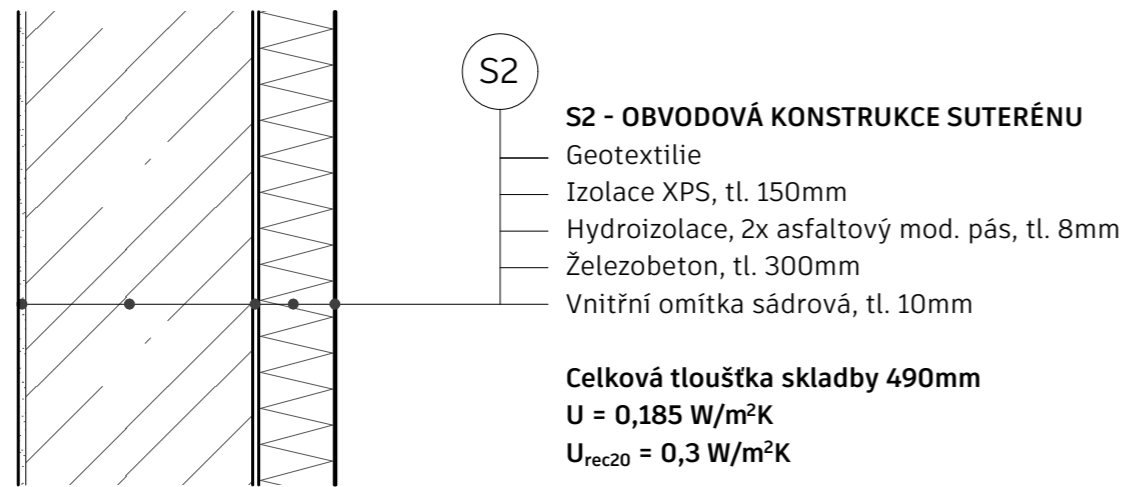 S2
S2 - OBVODOVÁ KONSTRUKCE SUTERÉNU
Geotextilie
Izolace XPS, tl. 150mm
Hydroizolace, 2x asfaltový mod. pás, tl. 8mm
Železobeton, tl. 300mm
Vnitřní omítka sádrová, tl. 10mm
Celková tloušťka skladby 490mm
U = 0,185 W/m²K
Urec20 = 0,3 W/m²K